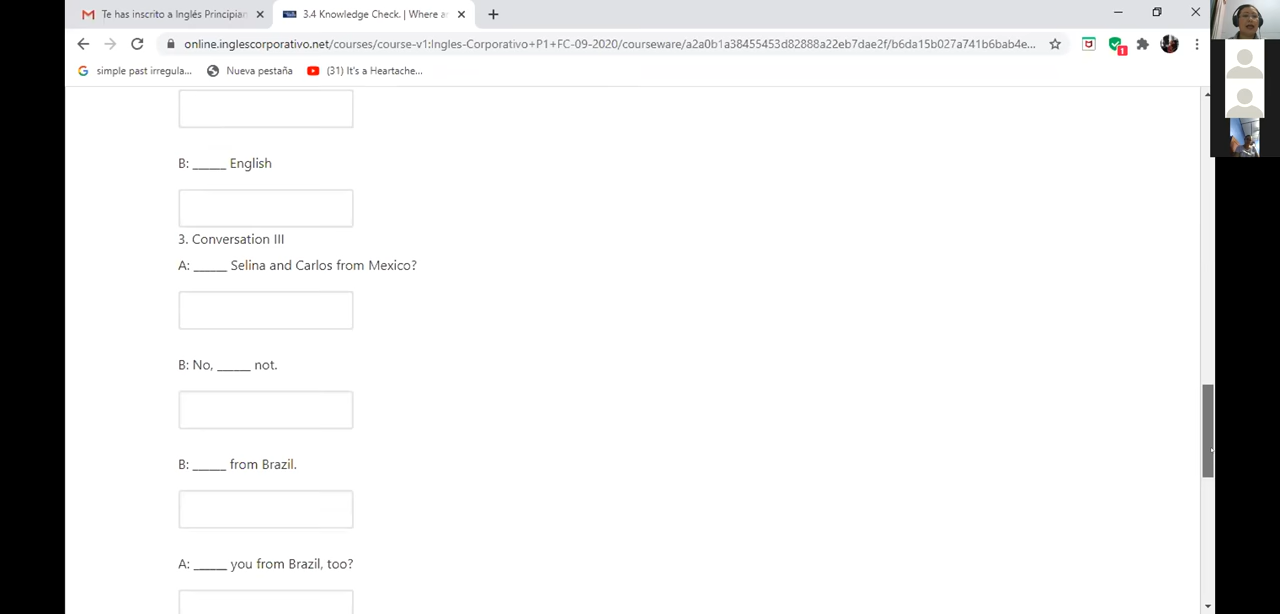 Te has inscrito a Inglés Principian
3.4 Knowledge Check. | Where a
online.inglescorporativo.net/courses/course-v1:Ingles-Corporativo+P1+FC-09-2020/courseware/a2a0b1a38455453d82888a22eb7dae2f/b6da15b027a741b6bab4e...
simple past irregula...
Nueva pestaña
(31) It's a Heartache...
B: _____ English
3. Conversation III
A: _____ Selina and Carlos from Mexico?
B: No, _____ not.
B: _____ from Brazil.
A: _____ you from Brazil, too?